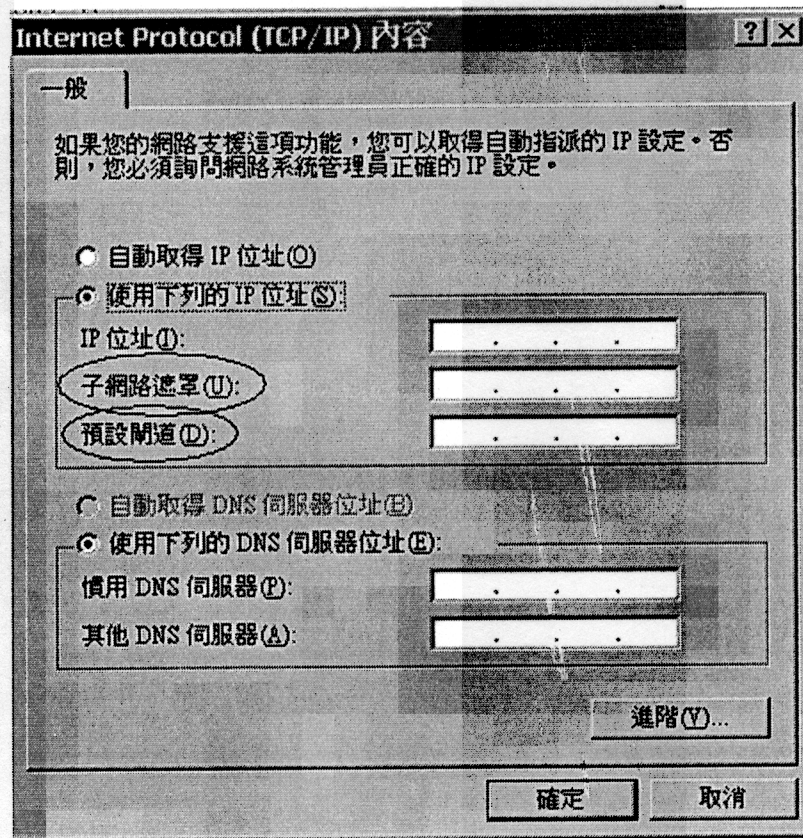 Internet Protocol (TCP/IP) 內容
一般
如果您的網路支援這項功能，您可以取得自動指派的 IP 設定。否
則，您必須詢問網路系統管理員正確的 IP 設定。
自動取得 IP 位址(O)
使用下列的 IP 位址(S):
IP 位址(I):
子網路遮罩(U):
預設閘道(D):
自動取得 DNS 伺服器位址(B)
使用下列的 DNS 伺服器位址(E):
慣用 DNS 伺服器(P):
其他 DNS 伺服器(A):
進階(V)...
確定
取消